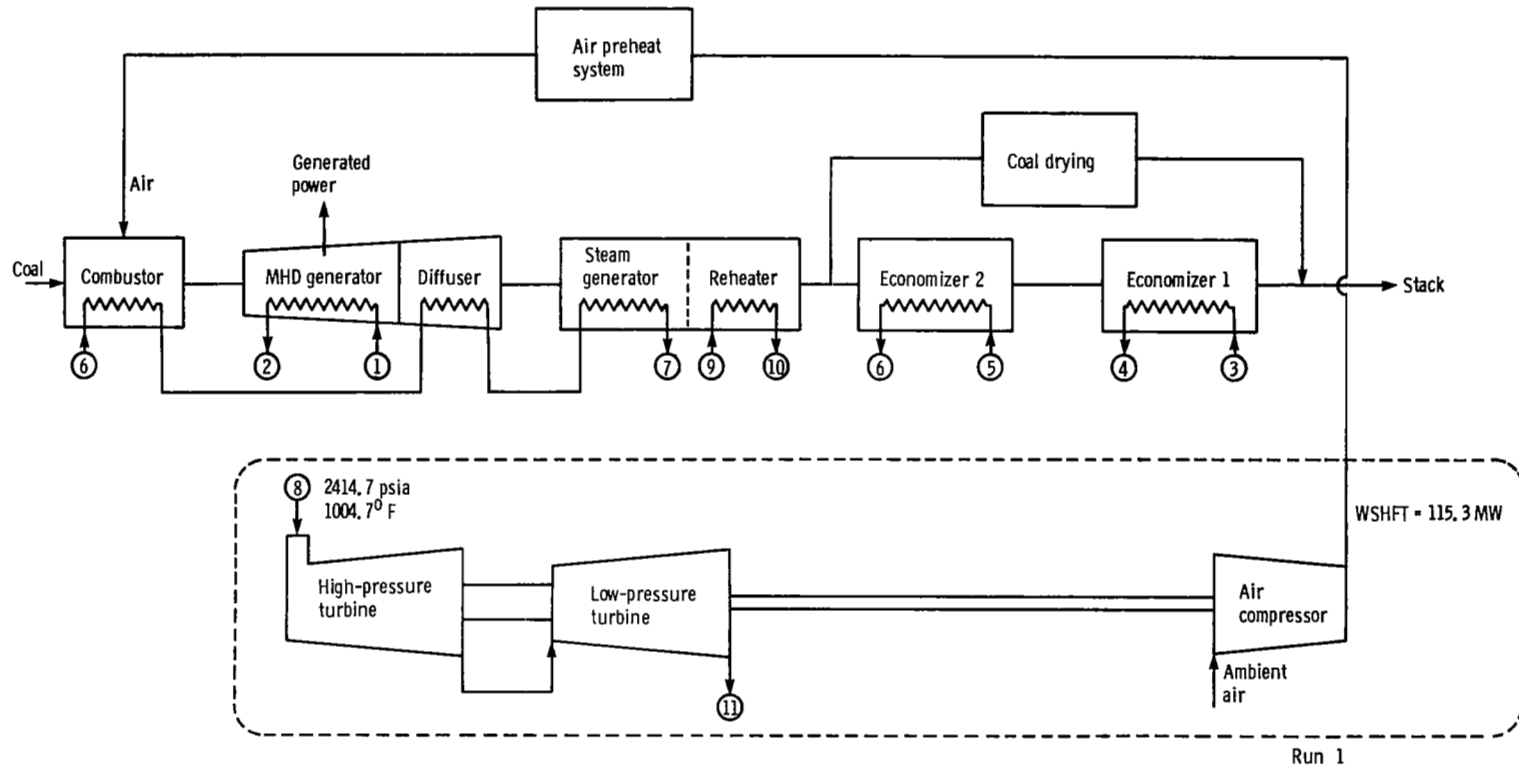 Air preheat
system
Coal drying
Generated
power
Air
Coal
Combustor
MHD generator
Diffuser
Steam
generator
Reheater
Economizer 2
Economizer 1
Stack
6
2
1
7
9
10
6
5
4
3
8
2414.7 psia
1004.7⁰ F
WSHFT = 115.3 MW
High-pressure
turbine
Low-pressure
turbine
Air
compressor
Ambient
air
11
Run 1